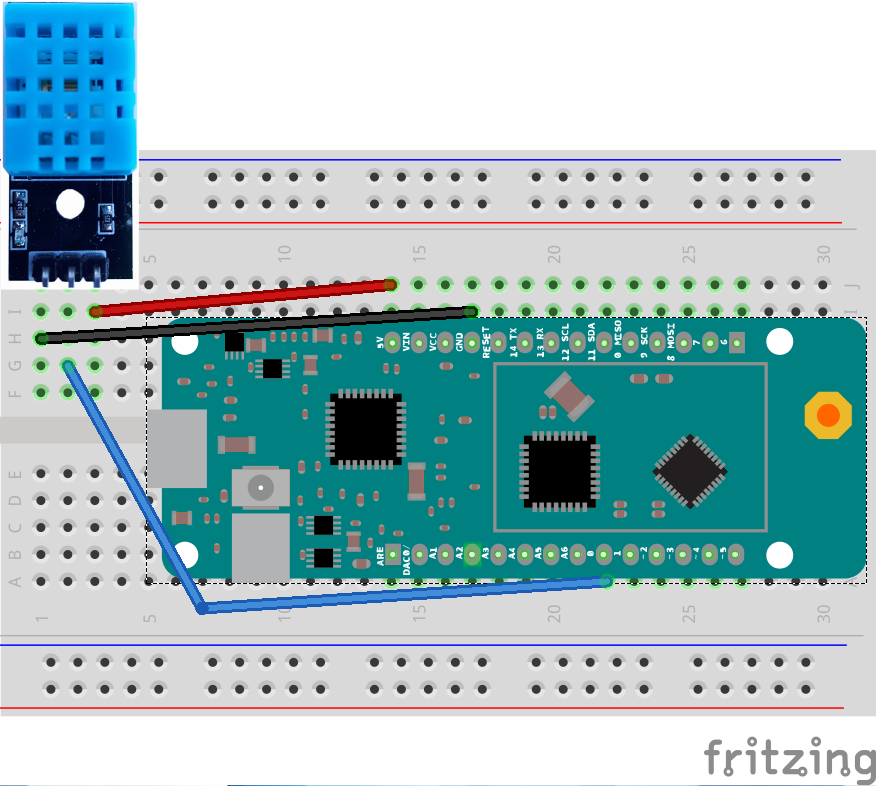 5 10 15 20 25 30
J
I I
H
G
F
5V VIN VCC GND RESET 14 TX 13 RX 12 SCL 11 SDA 0 MISO 9 SCK 8 MOSI 7 6
E
D
C
B
A
ARE DAC0/ A1 A2 A3 A4 A5 A6 0 1 ~2 ~3 ~4 ~5
1 5 10 15 20 25 30
fritzing